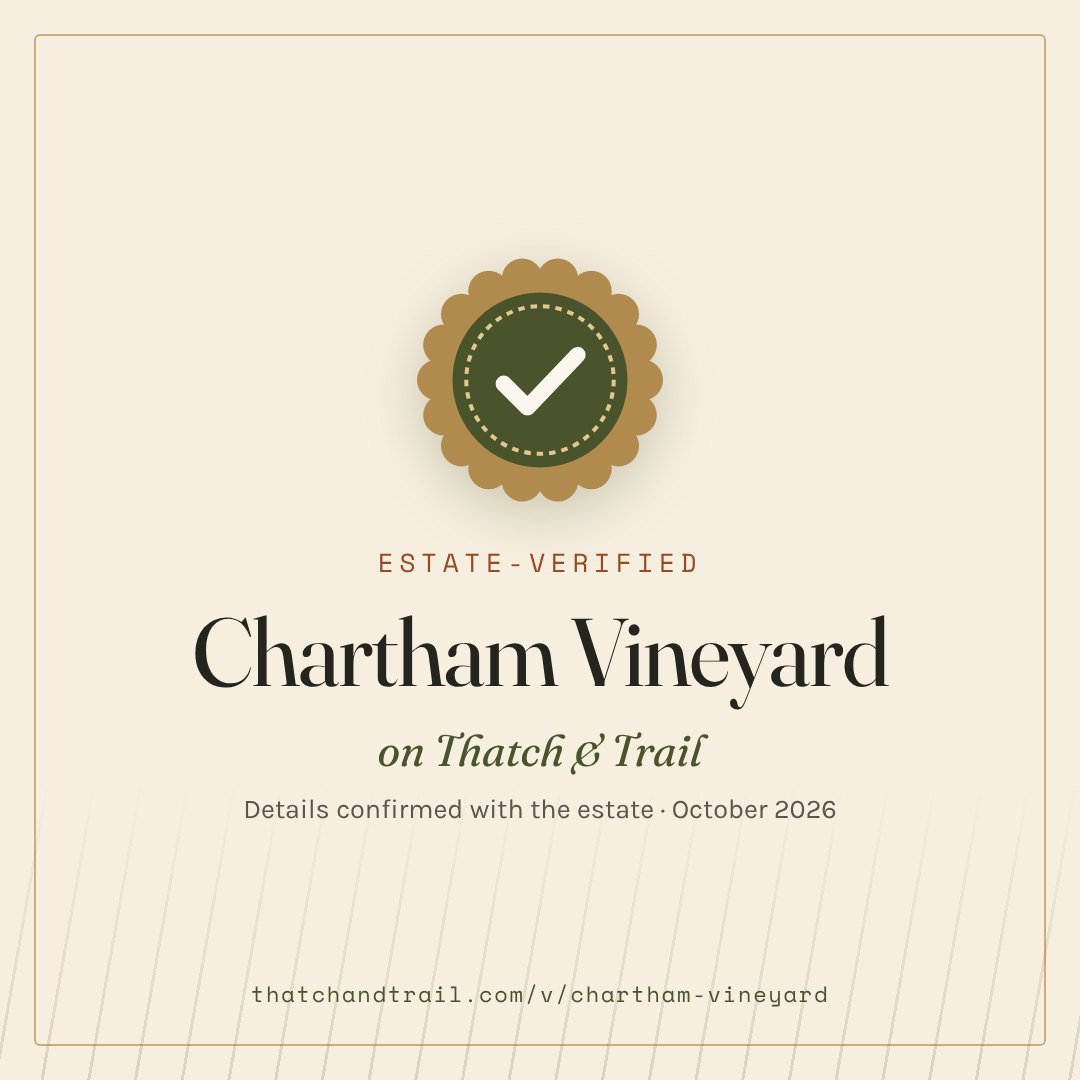 ESTATE-VERIFIED
Chartham Vineyard
on Thatch & Trail
Details confirmed with the estate · October 2026
thatchandtrail.com/v/chartham-vineyard